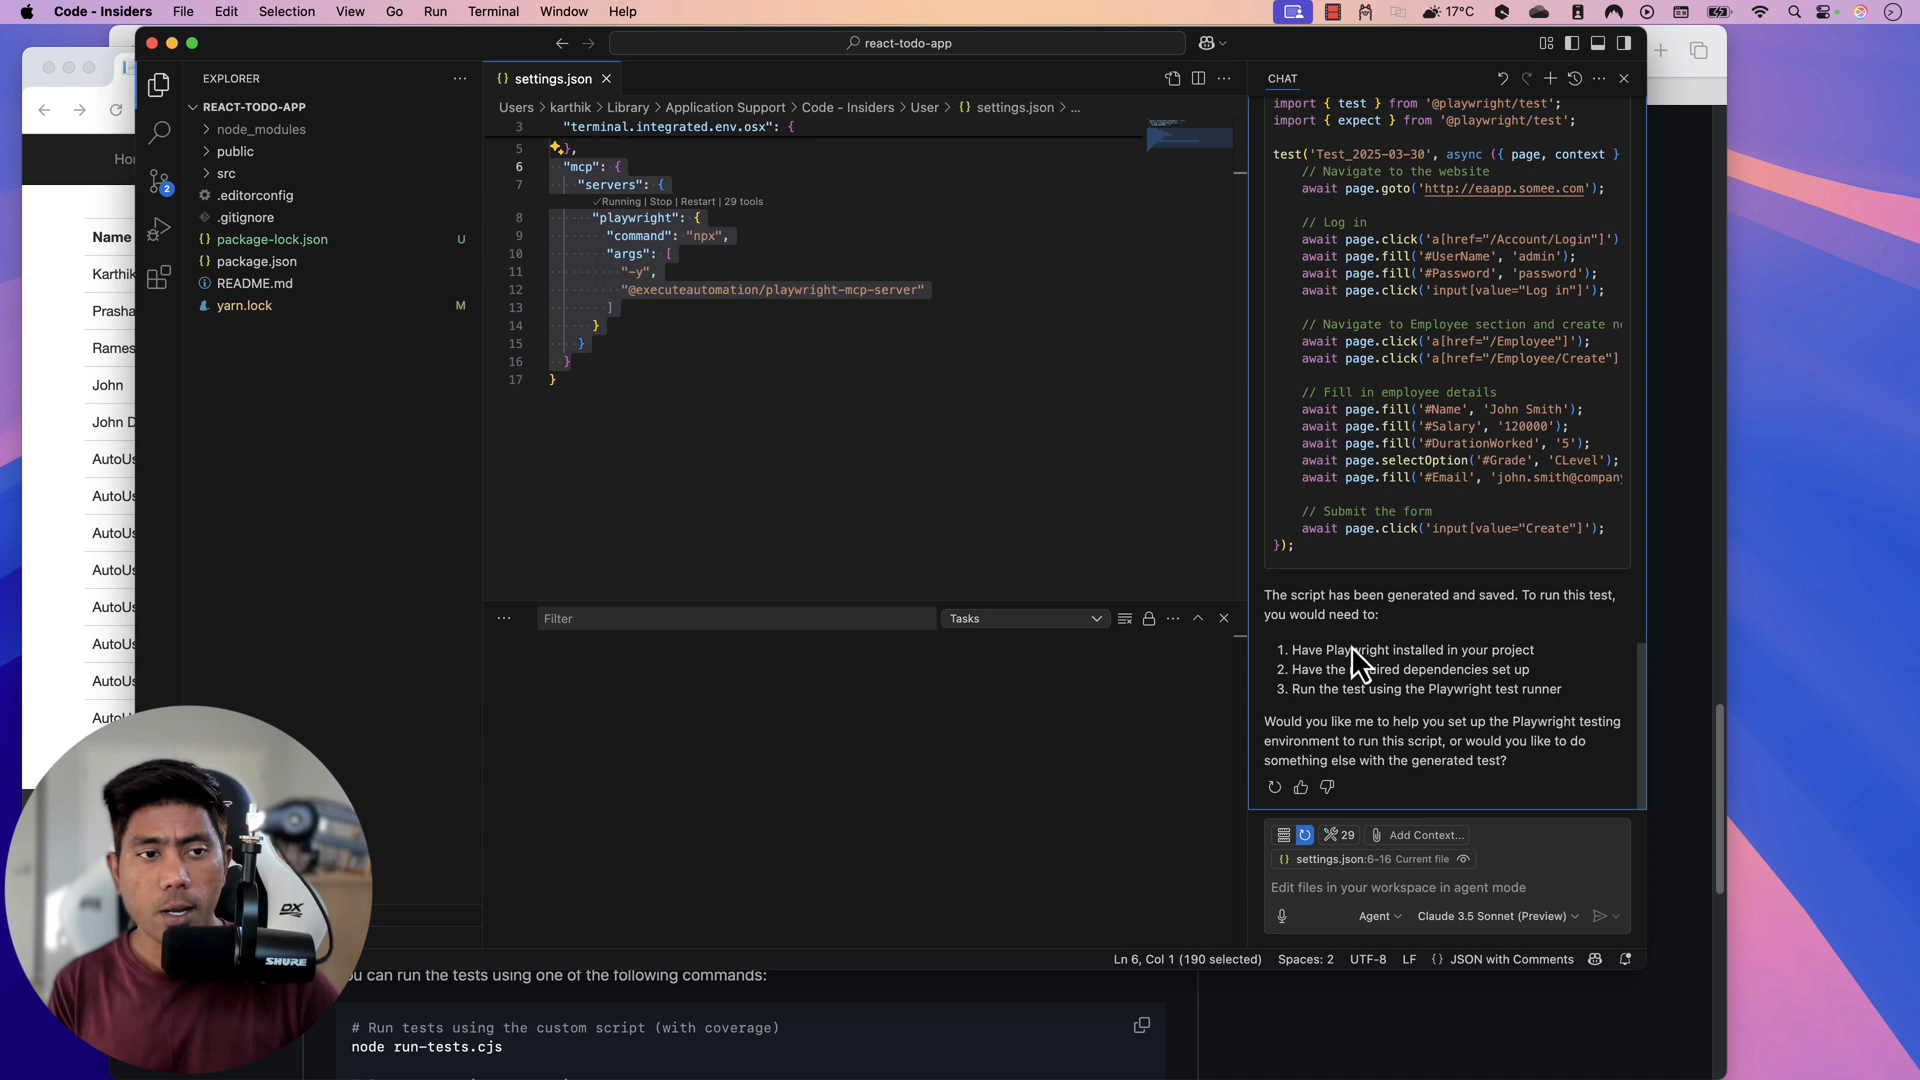 Code - Insiders File Edit Selection View Go Run Terminal Window Help
17°C
react-todo-app
EXPLORER
REACT-TODO-APP
node_modules
public
src
.editorconfig
.gitignore
package-lock.json U
package.json
README.md
yarn.lock M
2
Name
Karthik
Prasha
Rames
John
John D
AutoUs
AutoUs
AutoUs
AutoUs
AutoUs
AutoUs
AutoUs
settings.json
Users > karthik > Library > Application Support > Code - Insiders > User > {} settings.json > ...
3 "terminal.integrated.env.osx": {
5 },
6 "mcp": {
7 "servers": {
✓Running | Stop | Restart | 29 tools
8 "playwright": {
9 "command": "npx",
10 "args": [
11 "-y",
12 "@executeautomation/playwright-mcp-server"
13 ]
14 }
15 }
16 }
17 }
Filter
Tasks
CHAT
import { test } from '@playwright/test';
import { expect } from '@playwright/test';
test('Test_2025-03-30', async ({ page, context }
// Navigate to the website
await page.goto('http://eaapp.somee.com');
// Log in
await page.click('a[href="/Account/Login"]')
await page.fill('#UserName', 'admin');
await page.fill('#Password', 'password');
await page.click('input[value="Log in"]');
// Navigate to Employee section and create n
await page.click('a[href="/Employee"]');
await page.click('a[href="/Employee/Create"]
// Fill in employee details
await page.fill('#Name', 'John Smith');
await page.fill('#Salary', '120000');
await page.fill('#DurationWorked', '5');
await page.selectOption('#Grade', 'CLevel');
await page.fill('#Email', 'john.smith@company
// Submit the form
await page.click('input[value="Create"]');
});
The script has been generated and saved. To run this test,
you would need to:
1. Have Playwright installed in your project
2. Have the required dependencies set up
3. Run the test using the Playwright test runner
Would you like me to help you set up the Playwright testing
environment to run this script, or would you like to do
something else with the generated test?
29 Add Context...
{} settings.json:6-16 Current file
Edit files in your workspace in agent mode
Agent Claude 3.5 Sonnet (Preview)
Ln 6, Col 1 (190 selected) Spaces: 2 UTF-8 LF {} JSON with Comments
DX
SHURE
ou can run the tests using one of the following commands:
# Run tests using the custom script (with coverage)
node run-tests.cjs